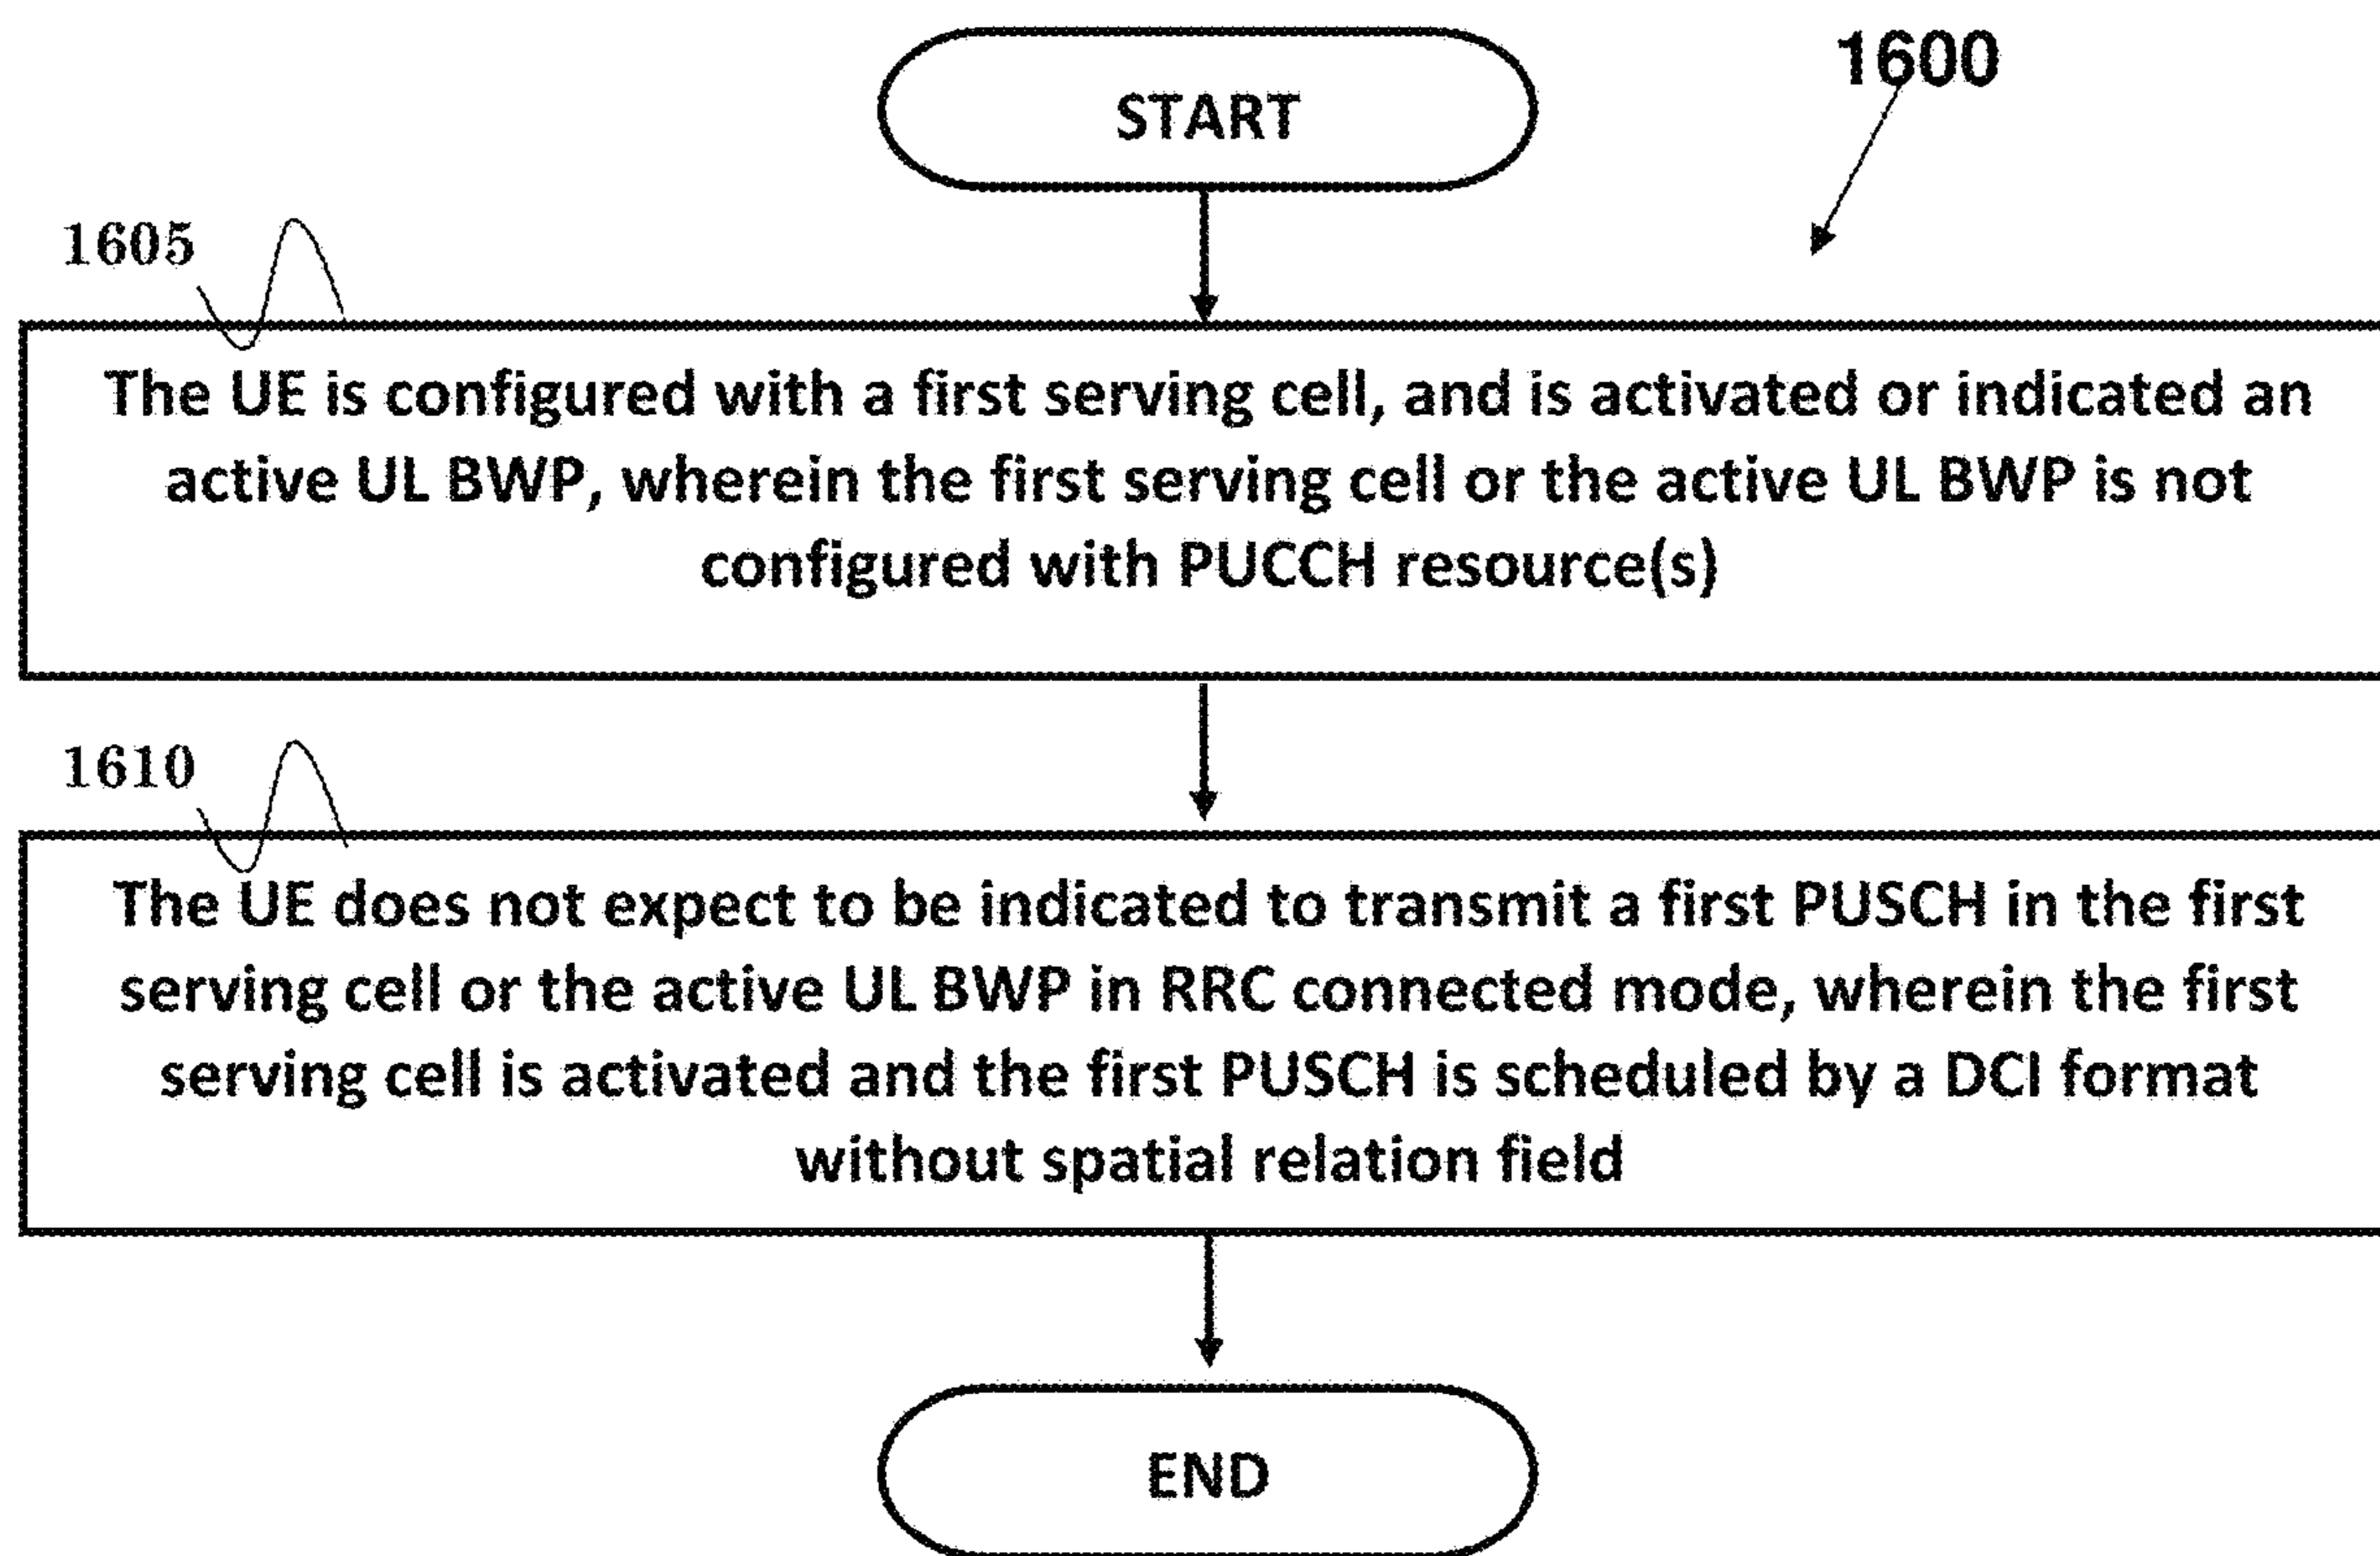 START
1600
1605
The UE is configured with a first serving cell, and is activated or indicated an
active UL BWP, wherein the first serving cell or the active UL BWP is not
configured with PUCCH resource(s)
1610
The UE does not expect to be indicated to transmit a first PUSCH in the first
serving cell or the active UL BWP in RRC connected mode, wherein the first
serving cell is activated and the first PUSCH is scheduled by a DCI format
without spatial relation field
END